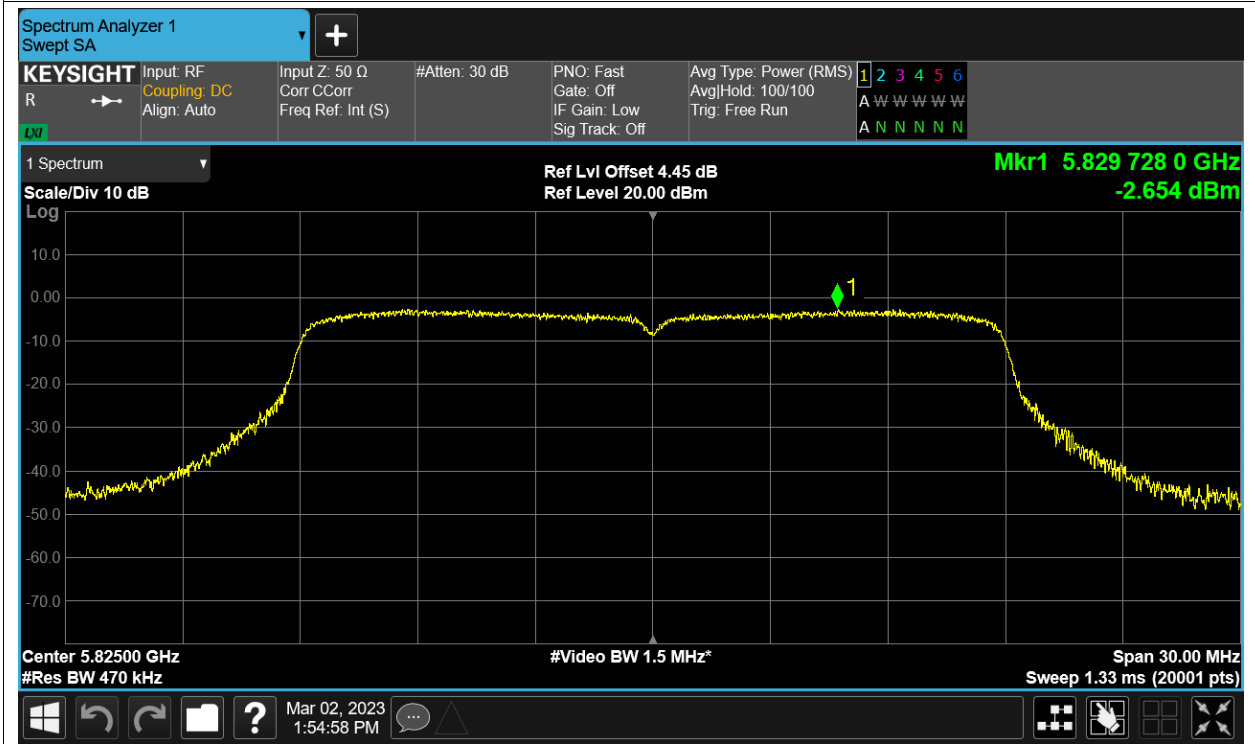 Spectrum Analyzer 1
Swept SA
+
KEYSIGHT
R
LXI
Input: RF
Coupling: DC
Align: Auto
Input Z: 50 Ω
Corr CCorr
Freq Ref: Int (S)
#Atten: 30 dB
PNO: Fast
Gate: Off
IF Gain: Low
Sig Track: Off
Avg Type: Power (RMS)
Avg|Hold: 100/100
Trig: Free Run
1 2 3 4 5 6
A W W W W W
A N N N N N
1 Spectrum
Scale/Div 10 dB
Log
Ref Lvl Offset 4.45 dB
Ref Level 20.00 dBm
Mkr1 5.829 728 0 GHz
-2.654 dBm
10.0
0.00
-10.0
-20.0
-30.0
-40.0
-50.0
-60.0
-70.0
1
Center 5.82500 GHz
#Res BW 470 kHz
#Video BW 1.5 MHz*
Span 30.00 MHz
Sweep 1.33 ms (20001 pts)
?
Mar 02, 2023
1:54:58 PM